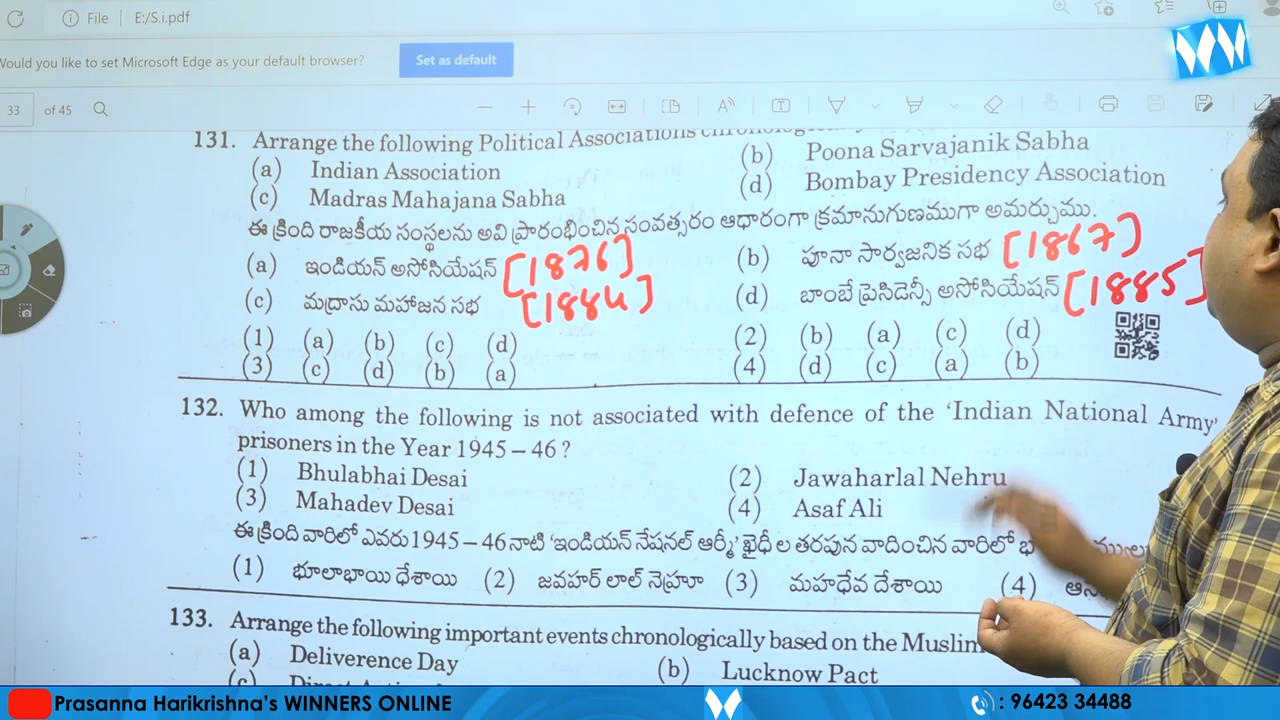 File E:/S.i.pdf
Would you like to set Microsoft Edge as your default browser? Set as default
33 of 45
131. Arrange the following Political Associations
(a) Indian Association (b) Poona Sarvajanik Sabha
(c) Madras Mahajana Sabha (d) Bombay Presidency Association
ఈ క్రింది రాజకీయ సంస్థలను అవి ప్రారంభించిన సంవత్సరం ఆధారంగా క్రమానుగుణముగా అమర్చుము.
(a) ఇండియన్ అసోసియేషన్ [1876] (b) పూనా సార్వజనిక సభ [1867]
(c) మద్రాసు మహాజన సభ [1884] (d) బాంబే ప్రెసిడెన్సీ అసోసియేషన్ [1885]
(1) (a) (b) (c) (d) (2) (b) (a) (c) (d)
(3) (c) (d) (b) (a) (4) (d) (c) (a) (b)
132. Who among the following is not associated with defence of the 'Indian National Army'
prisoners in the Year 1945 – 46 ?
(1) Bhulabhai Desai (2) Jawaharlal Nehru
(3) Mahadev Desai (4) Asaf Ali
ఈ క్రింది వారిలో ఎవరు 1945 – 46 నాటి 'ఇండియన్ నేషనల్ ఆర్మీ' ఖైదీ ల తరపున వాదించిన వారిలో
(1) భూలాభాయి ధేశాయి (2) జవహర్ లాల్ నెహ్రూ (3) మహధేవ దేశాయి (4)
133. Arrange the following important events chronologically based on the Muslim
(a) Deliverence Day (b) Lucknow Pact
Prasanna Harikrishna's WINNERS ONLINE : 96423 34488